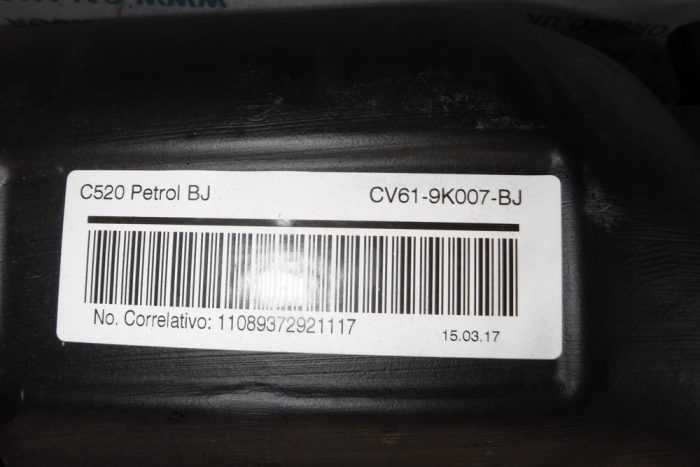 C520 Petrol BJ CV61-9K007-BJ
No. Correlativo: 11089372921117
15.03.17